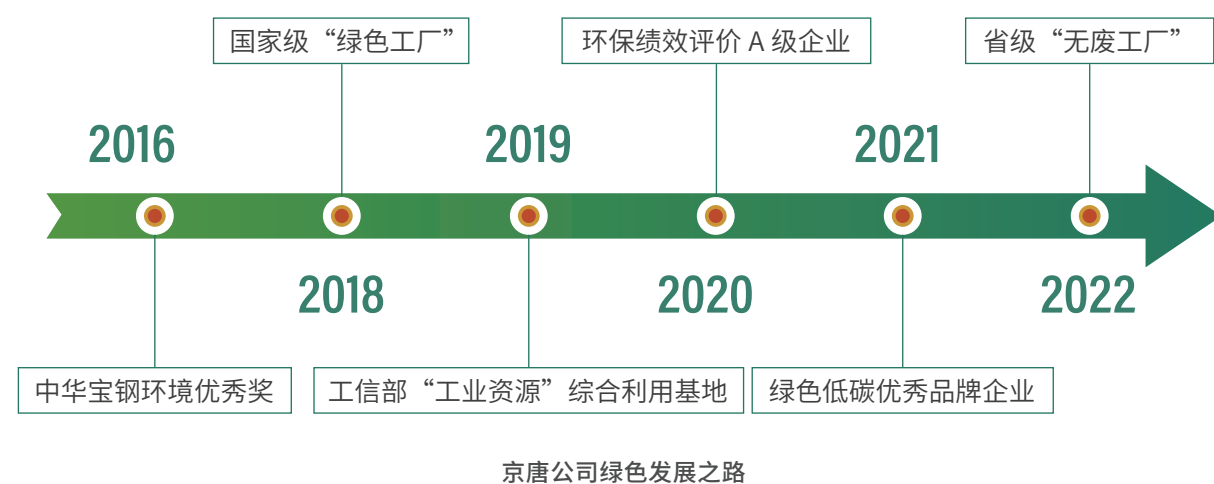 国家级“绿色工厂”
环保绩效评价 A 级企业
省级“无废工厂”
2016
2019
2021
2018
2020
2022
中华宝钢环境优秀奖
工信部“工业资源”综合利用基地
绿色低碳优秀品牌企业
京唐公司绿色发展之路